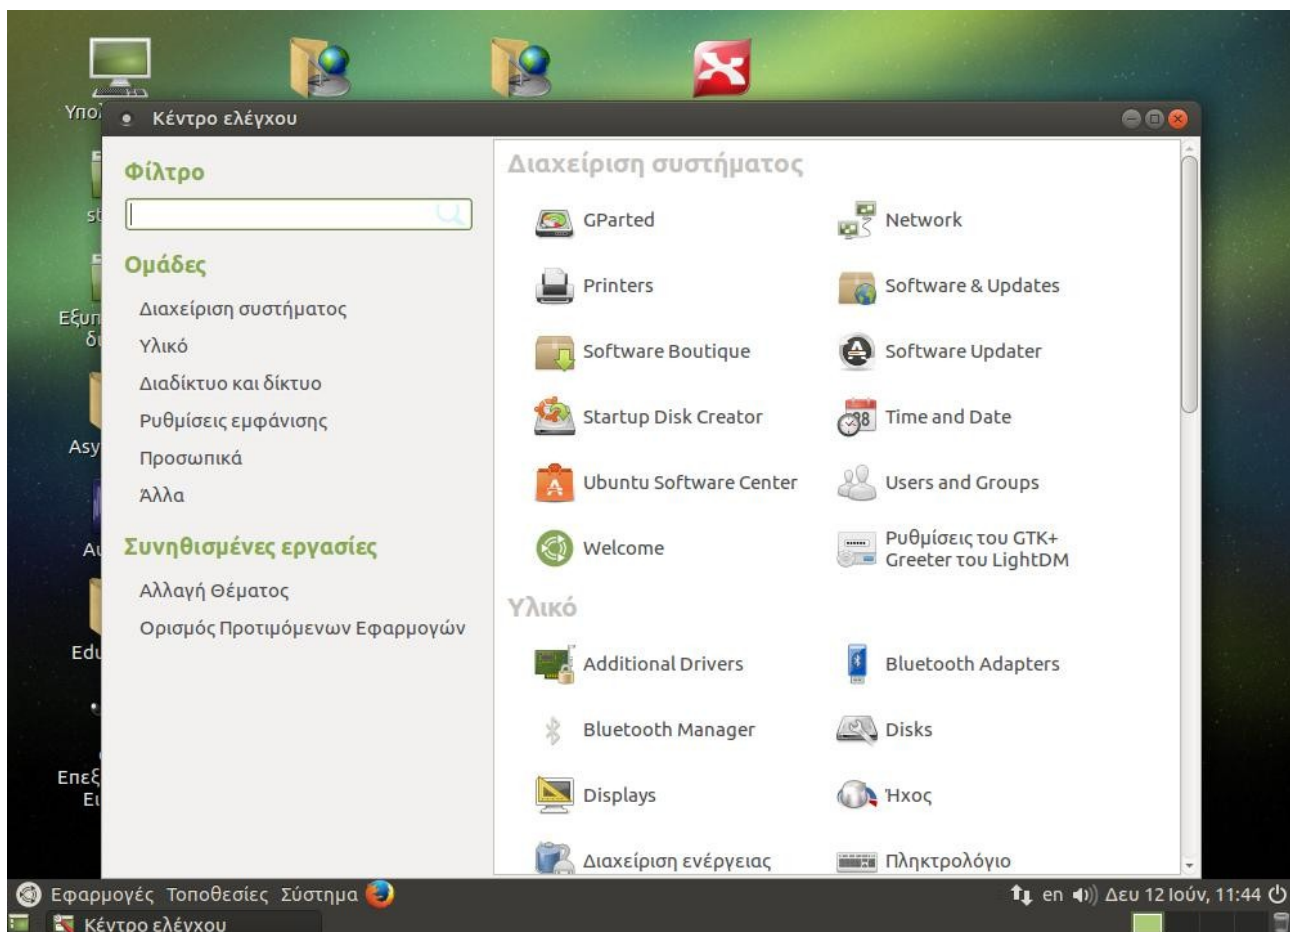 Κέντρο ελέγχου
Φίλτρο
Ομάδες
Διαχείριση συστήματος
Υλικό
Διαδίκτυο και δίκτυο
Ρυθμίσεις εμφάνισης
Προσωπικά
Άλλα
Συνηθισμένες εργασίες
Αλλαγή Θέματος
Ορισμός Προτιμόμενων Εφαρμογών
Διαχείριση συστήματος
GParted
Network
Printers
Software & Updates
Software Boutique
Software Updater
Startup Disk Creator
Time and Date
Ubuntu Software Center
Users and Groups
Welcome
Ρυθμίσεις του GTK+
Greeter του LightDM
Υλικό
Additional Drivers
Bluetooth Adapters
Bluetooth Manager
Disks
Displays
Ήχος
Διαχείριση ενέργειας
Πληκτρολόγιο
Εφαρμογές Τοποθεσίες Σύστημα
en Δευ 12 Ιούν, 11:44
Κέντρο ελέγχου